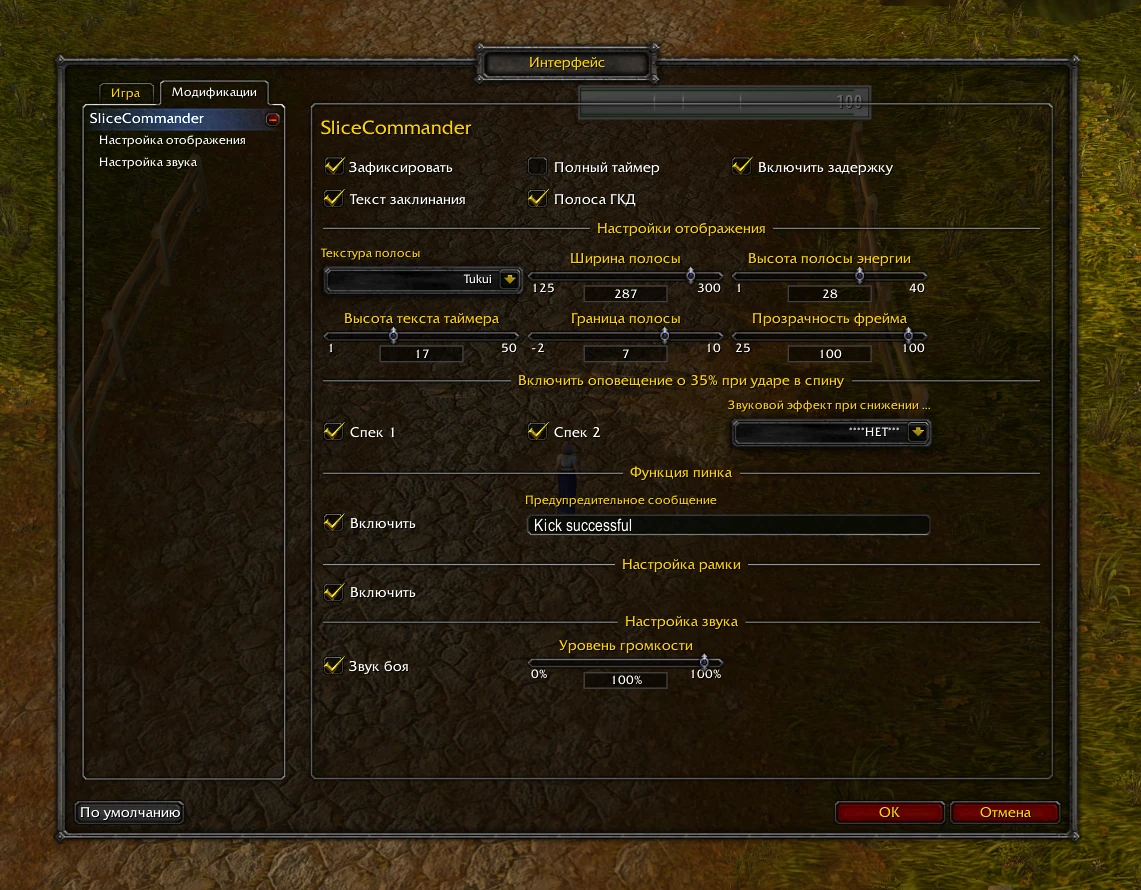 Интерфейс
Игра
Модификации
100
SliceCommander
Настройка отображения
Настройка звука
SliceCommander
Зафиксировать
Полный таймер
Включить задержку
Текст заклинания
Полоса ГКД
Настройки отображения
Текстура полосы
Ширина полосы
Высота полосы энергии
Tukui
125
287
300
1
28
40
Высота текста таймера
Граница полосы
Прозрачность фрейма
1
17
50
-2
7
10
25
100
100
Включить оповещение о 35% при ударе в спину
Звуковой эффект при снижении ...
Спек 1
Спек 2
****НЕТ***
Функция пинка
Предупредительное сообщение
Включить
Kick successful
Настройка рамки
Включить
Настройка звука
Уровень громкости
Звук боя
0%
100%
100%
По умолчанию
ОК
Отмена